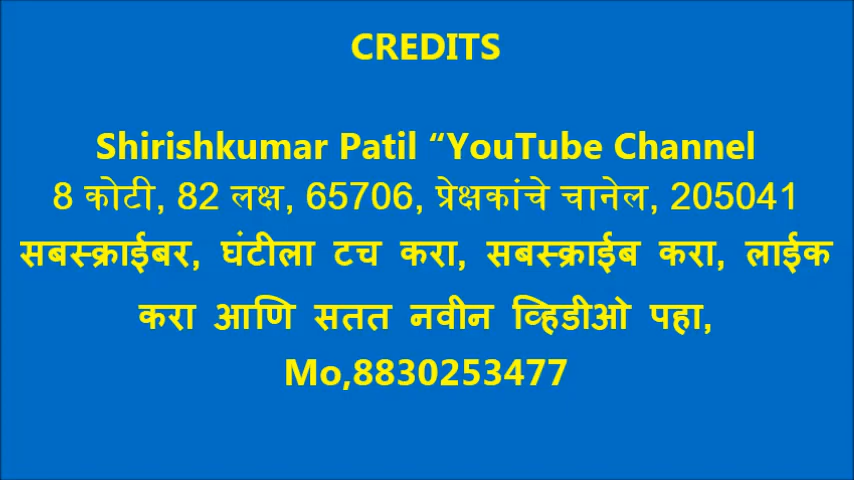 CREDITS
Shirishkumar Patil “YouTube Channel
8 कोटी, 82 लक्ष, 65706, प्रेक्षकांचे चानेल, 205041
सबस्क्राईबर, घंटीला टच करा, सबस्क्राईब करा, लाईक
करा आणि सतत नवीन व्हिडीओ पहा,
Mo,8830253477